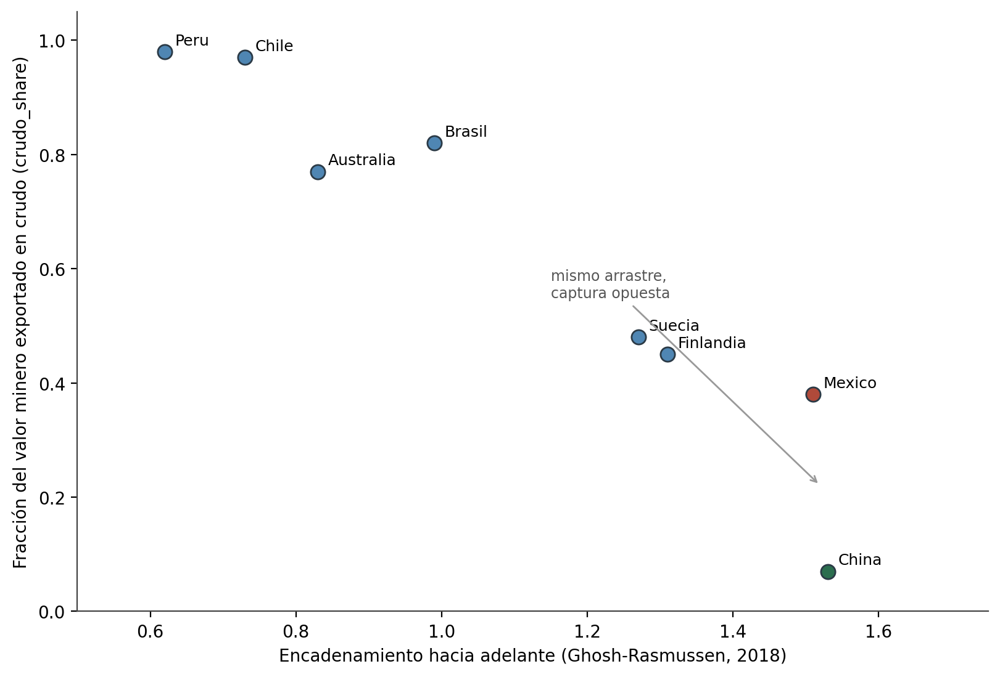 Fracción del valor minero exportado en crudo (crudo_share)
1.0
0.8
0.6
0.4
0.2
0.0
Peru
Chile
Brasil
Australia
mismo arrastre,
captura opuesta
Suecia
Finlandia
Mexico
China
0.6
0.8
1.0
1.2
1.4
1.6
Encadenamiento hacia adelante (Ghosh-Rasmussen, 2018)